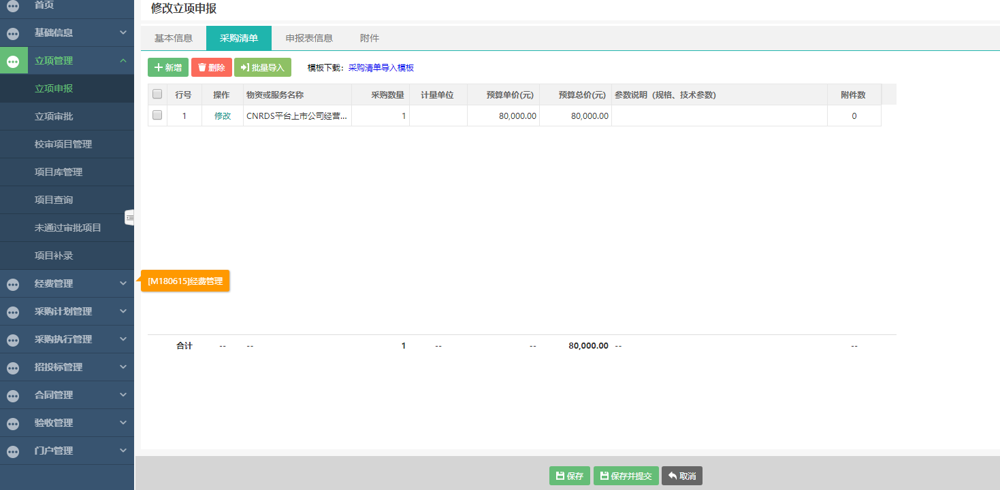 首页
基础信息
立项管理
立项申报
立项审批
校审项目管理
项目库管理
项目查询
未通过审批项目
项目补录
经费管理
采购计划管理
采购执行管理
招投标管理
合同管理
验收管理
门户管理
[M180615]经费管理
修改立项申报
基本信息 采购清单 申报表信息 附件
新增 删除 批量导入 模板下载：采购清单导入模板
行号 操作 物资或服务名称 采购数量 计量单位 预算单价(元) 预算总价(元) 参数说明（规格、技术参数） 附件数
1 修改 CNRDS平台上市公司经营... 1 80,000.00 80,000.00 0
合计 -- -- 1 -- -- 80,000.00 -- --
保存 保存并提交 取消